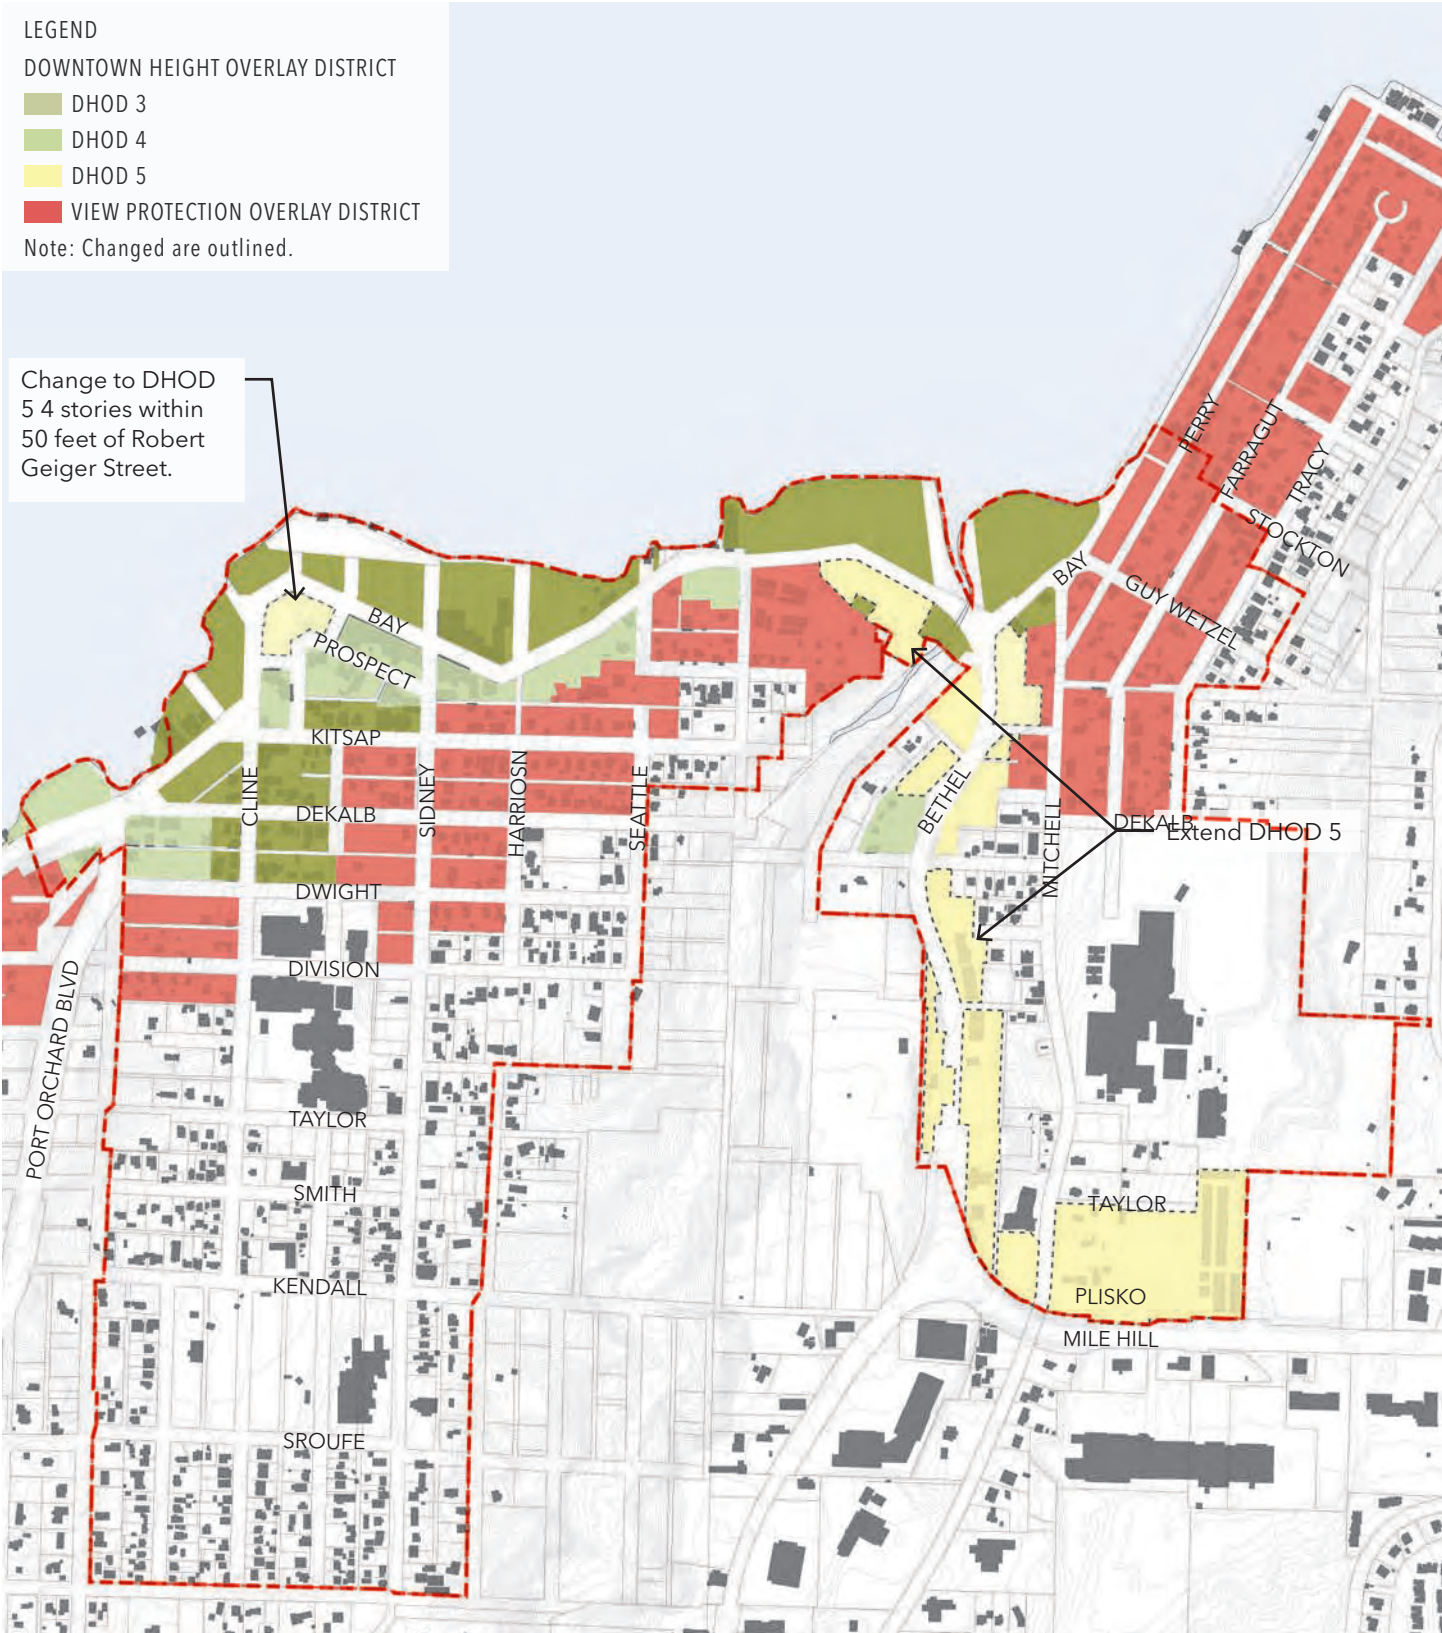 LEGEND
DOWNTOWN HEIGHT OVERLAY DISTRICT
DHOD 3
DHOD 4
DHOD 5
VIEW PROTECTION OVERLAY DISTRICT
Note: Changed are outlined.
Change to DHOD
5 4 stories within
50 feet of Robert
Geiger Street.
PERRY
FARRAGUT
TRACY
STOCKTON
BAY
GUY WETZEL
BAY
PROSPECT
KITSAP
CLINE
SIDNEY
HARRIOSN
SEATTLE
DEKALB
BETHEL
MITCHELL
DEKALB
Extend DHOD 5
DWIGHT
DIVISION
PORT ORCHARD BLVD
TAYLOR
SMITH
TAYLOR
KENDALL
PLISKO
MILE HILL
SROUFE